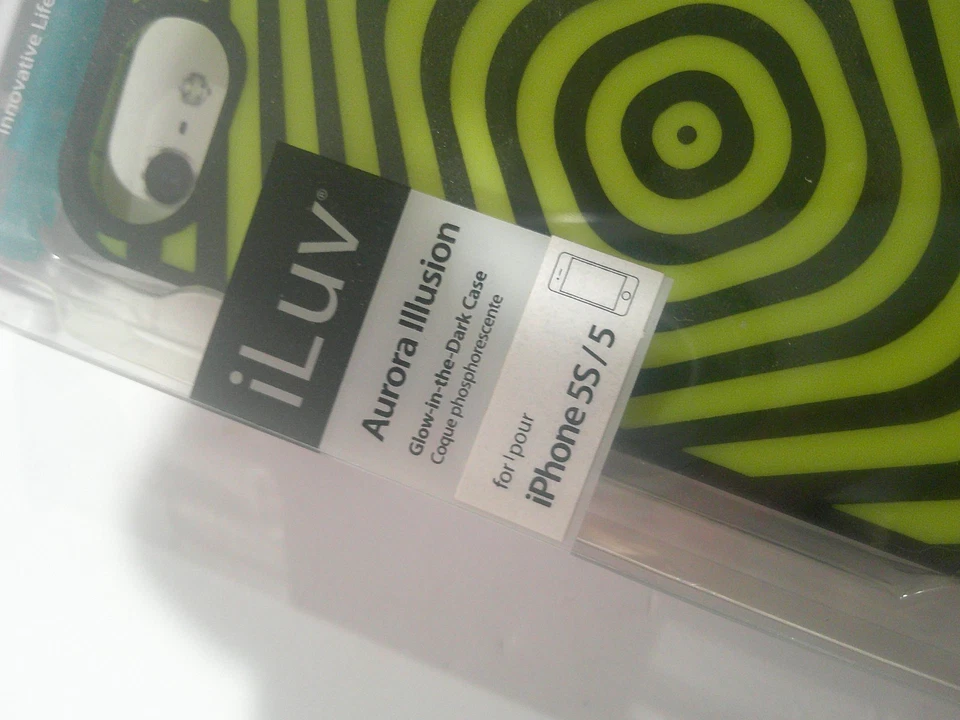 Innovative Life
iLuv®
Aurora Illusion
Glow-in-the-Dark Case
Coque phosphorescente
for | pour
iPhone 5S / 5